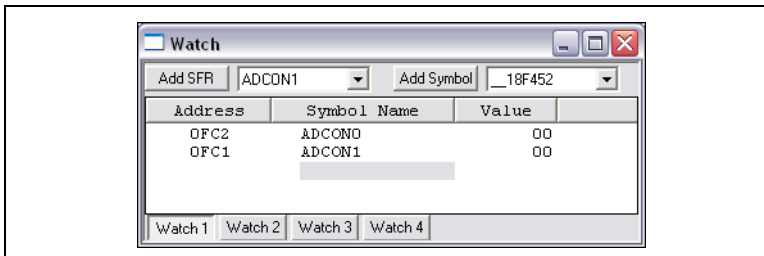 Watch
Add SFR ADCON1 Add Symbol __18F452
Address Symbol Name Value
0FC2 ADCON0 00
0FC1 ADCON1 00
Watch 1 Watch 2 Watch 3 Watch 4